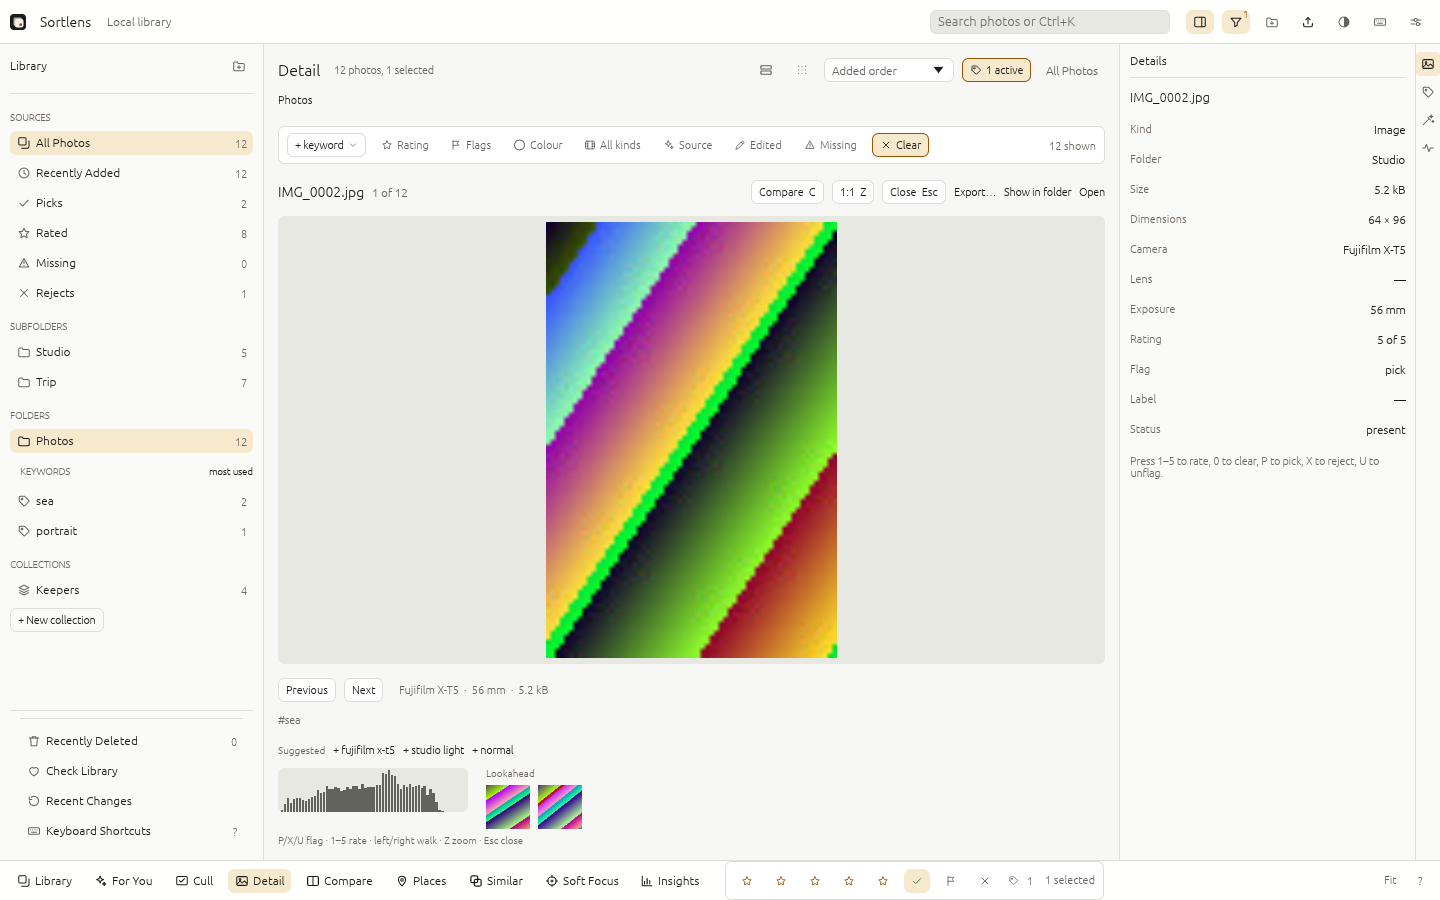 Sortlens Local library Search photos or Ctrl+K 1
Library
SOURCES
All Photos 12
Recently Added 12
Picks 2
Rated 8
Missing 0
Rejects 1
SUBFOLDERS
Studio 5
Trip 7
FOLDERS
Photos 12
KEYWORDS most used
sea 2
portrait 1
COLLECTIONS
Keepers 4
+ New collection
Recently Deleted 0
Check Library
Recent Changes
Keyboard Shortcuts ?
Detail 12 photos, 1 selected Added order 1 active All Photos
Photos
+ keyword Rating Flags Colour All kinds Source Edited Missing Clear 12 shown
IMG_0002.jpg 1 of 12 Compare C 1:1 Z Close Esc Export... Show in folder Open
Previous Next Fujifilm X-T5 · 56 mm · 5.2 kB
#sea
Suggested + fujifilm x-t5 + studio light + normal
Lookahead
P/X/U flag · 1–5 rate · left/right walk · Z zoom · Esc close
Details
IMG_0002.jpg
Kind Image
Folder Studio
Size 5.2 kB
Dimensions 64 × 96
Camera Fujifilm X-T5
Lens —
Exposure 56 mm
Rating 5 of 5
Flag pick
Label —
Status present
Press 1–5 to rate, 0 to clear, P to pick, X to reject, U to
unflag.
Library For You Cull Detail Compare Places Similar Soft Focus Insights 1 1 selected Fit ?